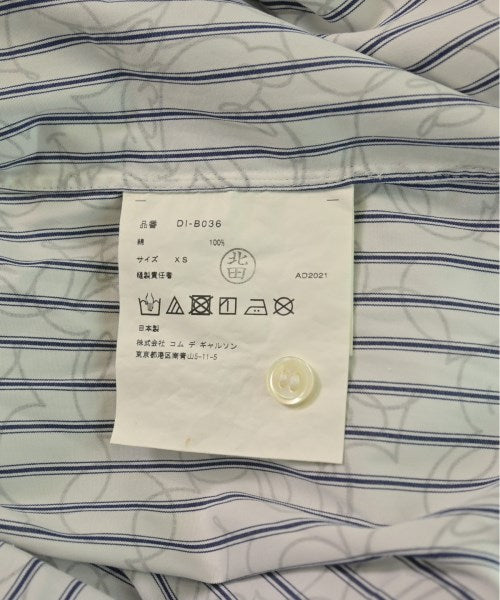 品番 DI-B036
綿 100%
サイズ XS
縫製責任者 北田 AD2021
日本製
株式会社 コム デ ギャルソン
東京都港区南青山5-11-5